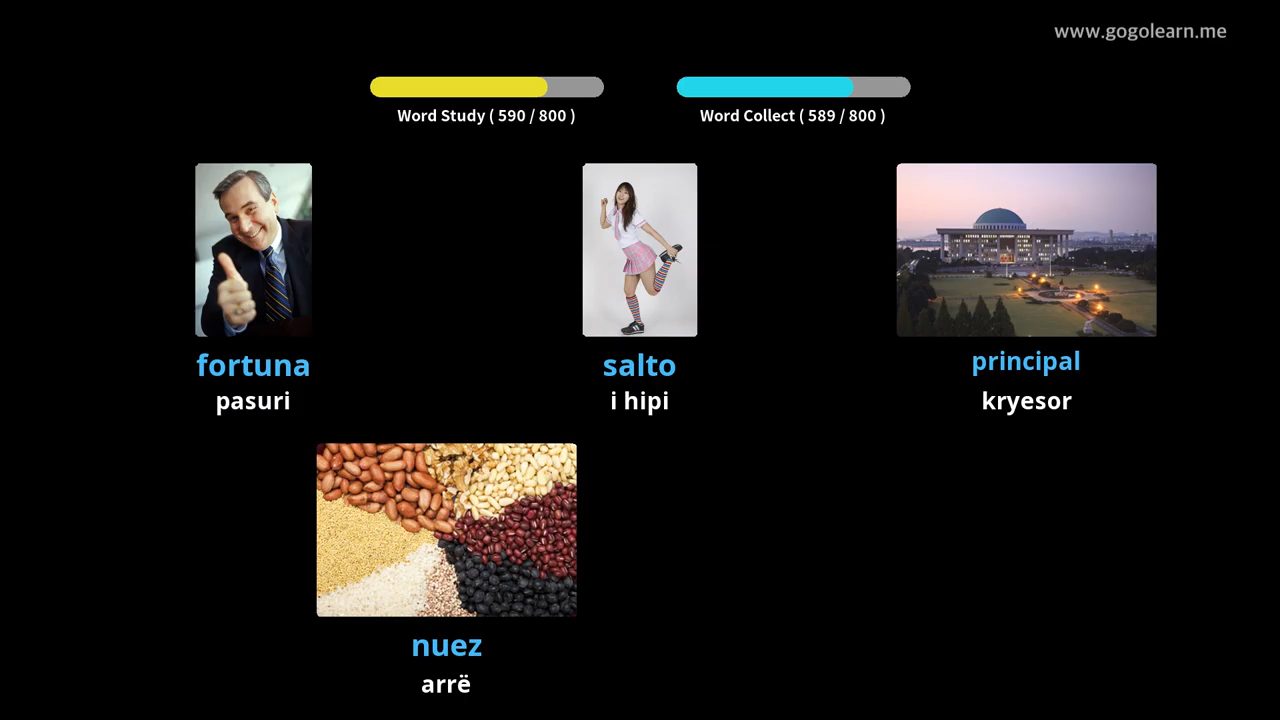 www.gogolearn.me
Word Study ( 590 / 800 )
Word Collect ( 589 / 800 )
fortuna
pasuri
salto
i hipi
principal
kryesor
nuez
arrë